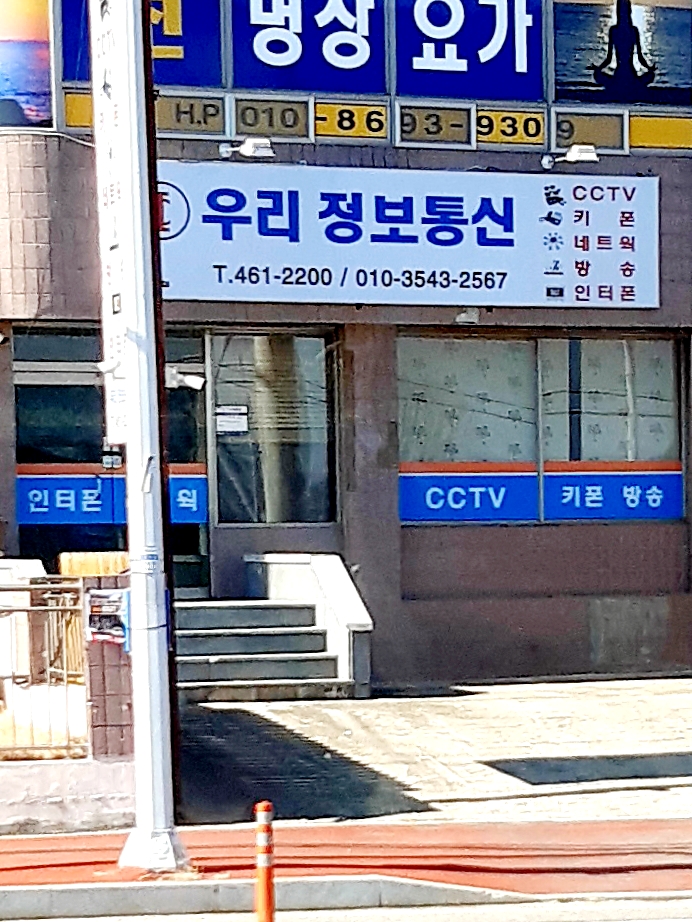 명상 요가
H.P 010 -8693-9309
우리 정보통신
T.461-2200 / 010-3543-2567
CCTV
키 폰
네트웍
방 송
인터폰
인터폰
웍
CCTV
키폰 방송